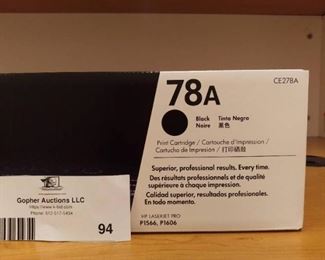 CE278A
78A
Black Tinta Negro
Noire 黒色
Print Cartridge / Cartouche d'impression /
Cartucho de Impresión / 打印硒鼓
Superior, professional results. Every time.
Des résultats professionnels et de qualité
supérieure à chaque impression.
Calidad superior, resultados profesionales.
En todo momento.
HP LASERJET PRO
P1566, P1606
Gopher Auctions LLC
94